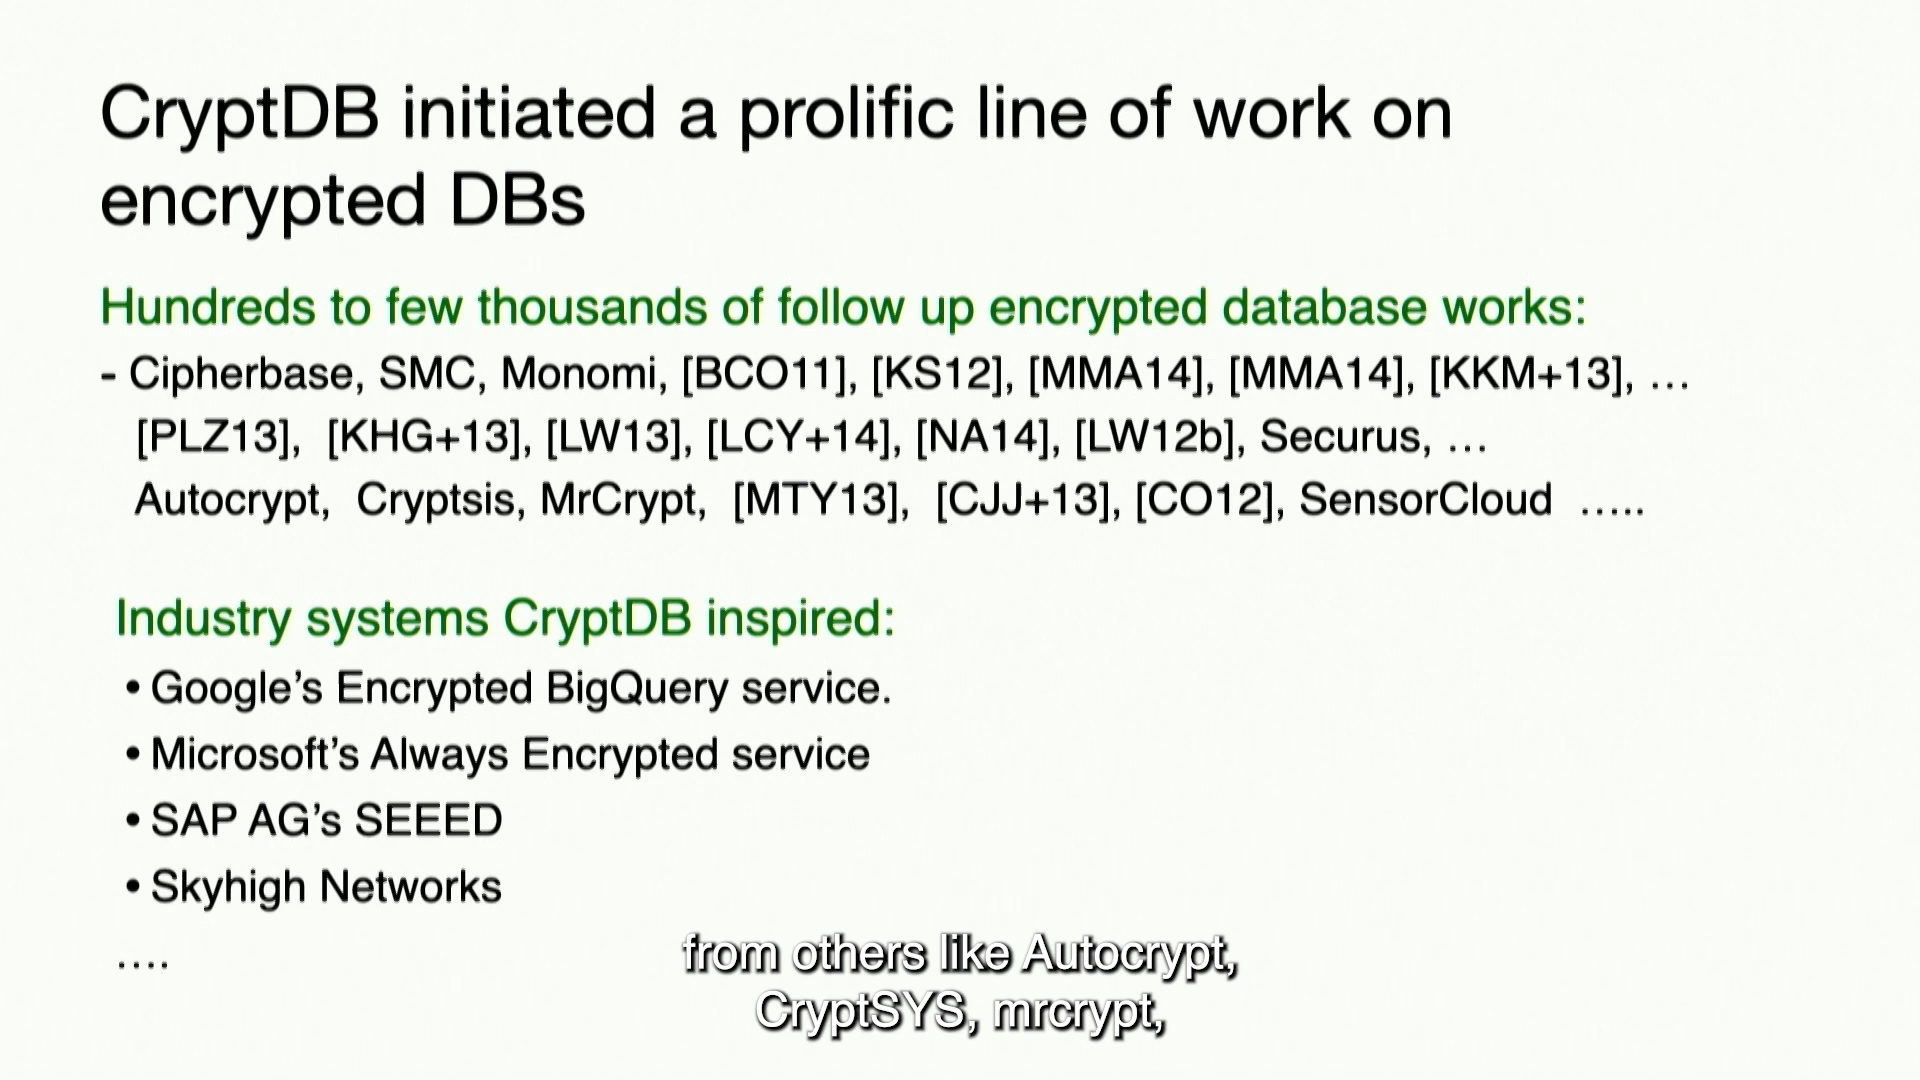 CryptDB initiated a prolific line of work on
encrypted DBs
Hundreds to few thousands of follow up encrypted database works:
- Cipherbase, SMC, Monomi, [BCO11], [KS12], [MMA14], [MMA14], [KKM+13], …
[PLZ13], [KHG+13], [LW13], [LCY+14], [NA14], [LW12b], Securus, …
Autocrypt, Cryptsis, MrCrypt, [MTY13], [CJJ+13], [CO12], SensorCloud …..
Industry systems CryptDB inspired:
• Google’s Encrypted BigQuery service.
• Microsoft’s Always Encrypted service
• SAP AG’s SEEED
• Skyhigh Networks
….
from others like Autocrypt,
CryptSYS, mrcrypt,